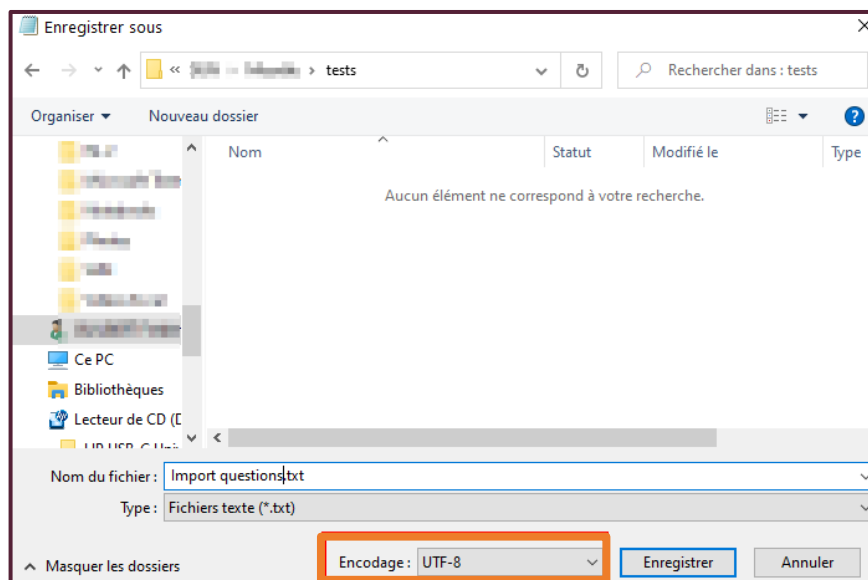 Enregistrer sous
« › tests
Rechercher dans : tests
Organiser
Nouveau dossier
Nom
Statut
Modifié le
Type
Aucun élément ne correspond à votre recherche.
Ce PC
Bibliothèques
Lecteur de CD (D
Nom du fichier : Import questions.txt
Type : Fichiers texte (*.txt)
Masquer les dossiers
Encodage : UTF-8
Enregistrer
Annuler